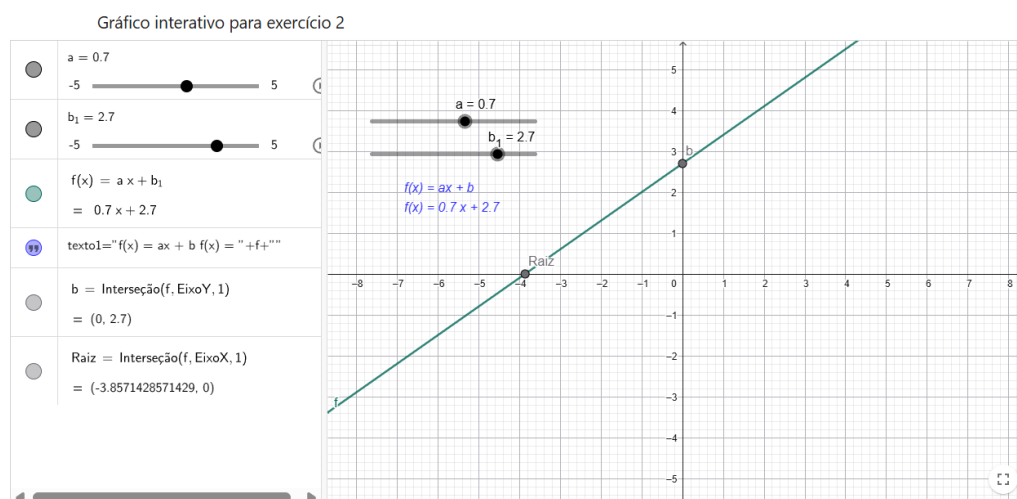 Gráfico interativo para exercício 2
a = 0.7
-5 5
b₁ = 2.7
-5 5
f(x) = a x + b₁
= 0.7 x + 2.7
texto1="f(x) = ax + b f(x) = "+f+""
b = Interseção(f, EixoY, 1)
= (0, 2.7)
Raiz = Interseção(f, EixoX, 1)
= (-3.8571428571429, 0)
a = 0.7
b₁ = 2.7
f(x) = ax + b
f(x) = 0.7 x + 2.7
b
Raiz
f
5
4
3
2
1
–8 –7 –6 –5 –4 –3 –2 –1 0 1 2 3 4 5 6 7 8
–1
–2
–3
–4
–5